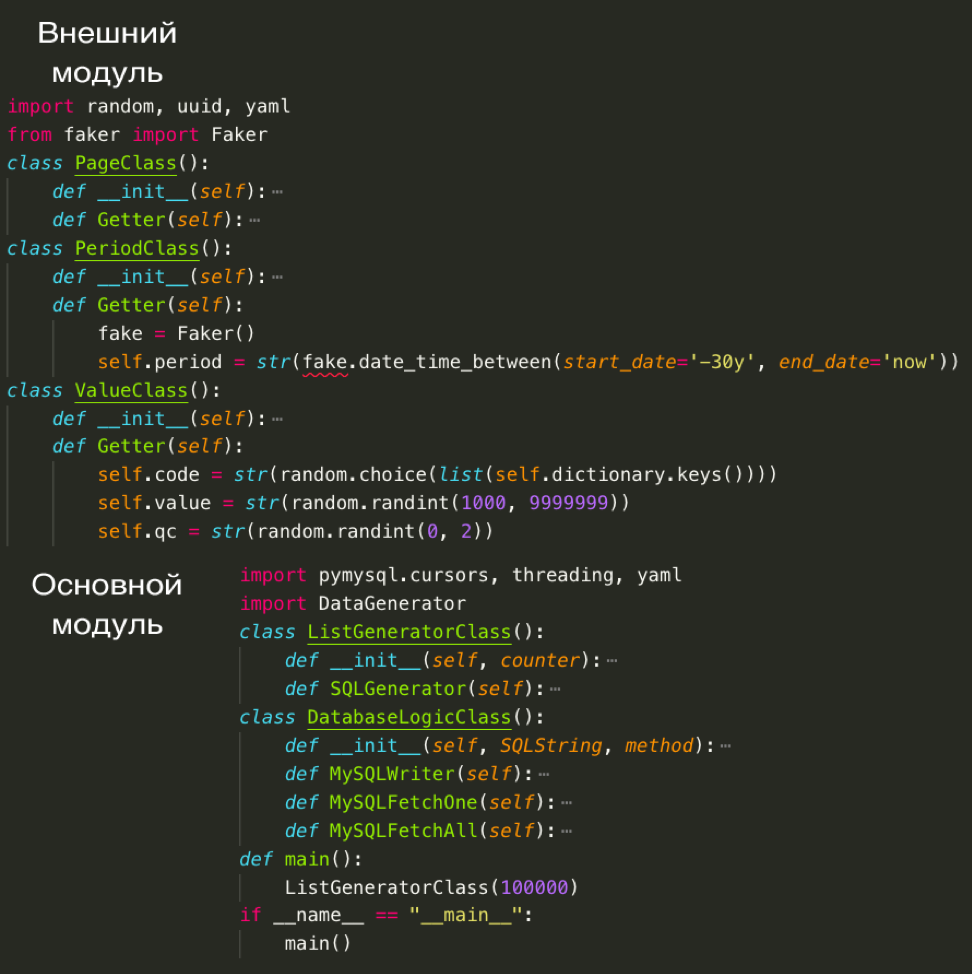 Внешний
модуль
import random, uuid, yaml
from faker import Faker
class PageClass():
def __init__(self):⋯
def Getter(self):⋯
class PeriodClass():
def __init__(self):⋯
def Getter(self):
fake = Faker()
self.period = str(fake.date_time_between(start_date='-30y', end_date='now'))
class ValueClass():
def __init__(self):⋯
def Getter(self):
self.code = str(random.choice(list(self.dictionary.keys())))
self.value = str(random.randint(1000, 9999999))
self.qc = str(random.randint(0, 2))
Основной
модуль
import pymysql.cursors, threading, yaml
import DataGenerator
class ListGeneratorClass():
def __init__(self, counter):⋯
def SQLGenerator(self):⋯
class DatabaseLogicClass():
def __init__(self, SQLString, method):⋯
def MySQLWriter(self):⋯
def MySQLFetchOne(self):⋯
def MySQLFetchAll(self):⋯
def main():
ListGeneratorClass(100000)
if __name__ == "__main__":
main()